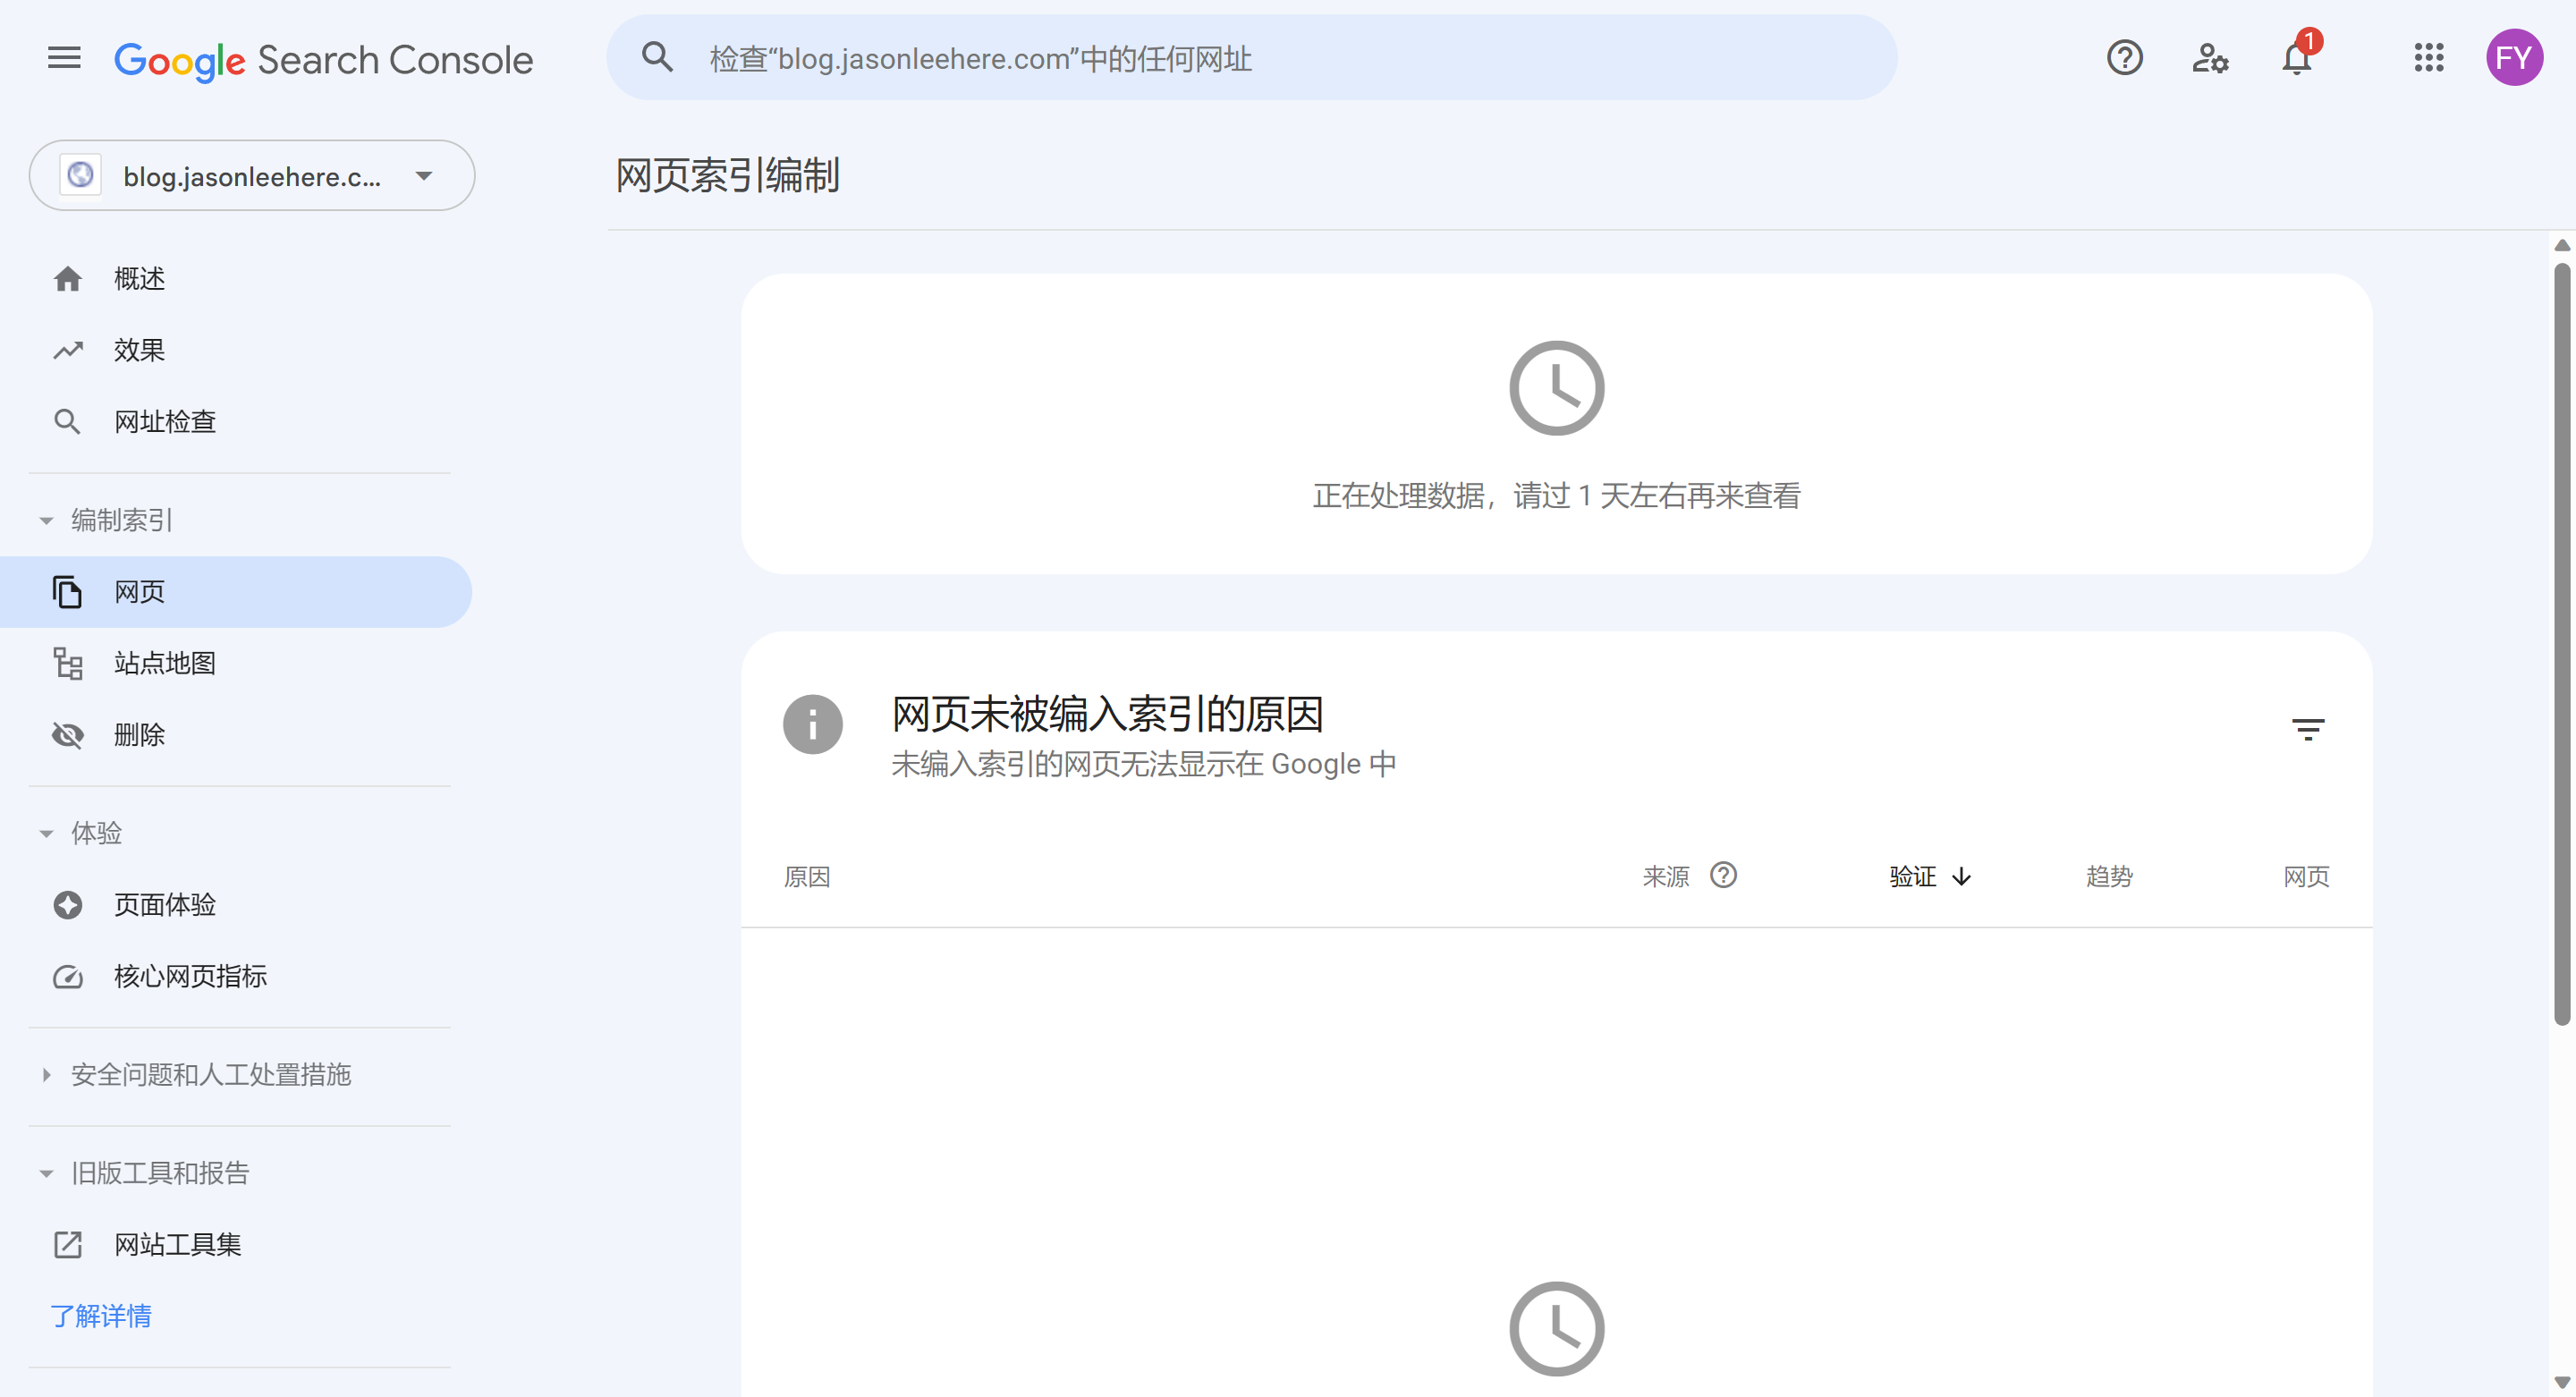 Google Search Console
检查“blog.jasonleehere.com”中的任何网址
1
FY
blog.jasonleehere.c...
网页索引编制
概述
效果
网址检查
编制索引
网页
站点地图
删除
体验
页面体验
核心网页指标
安全问题和人工处置措施
旧版工具和报告
网站工具集
了解详情
正在处理数据，请过 1 天左右再来查看
网页未被编入索引的原因
未编入索引的网页无法显示在 Google 中
原因 来源 验证 趋势 网页